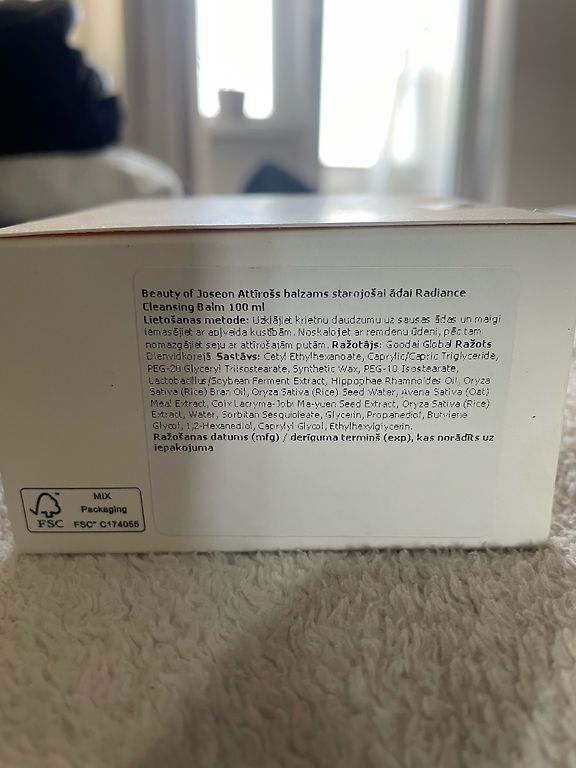 Beauty of Joseon Attīrošs balzams starojošai ādai Radiance
Cleansing Balm 100 ml
Lietošanas metode: Uzklājiet krietnu daudzumu uz sausas ādas un maigi
iemasējiet ar apļveida kustībām. Noskalojiet ar remdenu ūdeni, pēc tam
nomazgājiet seju ar attīrošajām putām. Ražotājs: Goodai Global Ražots
Dienvidkorejā. Sastāvs: Cetyl Ethylhexanoate, Caprylic/Capric Triglyceride,
PEG-20 Glyceryl Triisostearate, Synthetic Wax, PEG-10 Isostearate,
Lactobacillus/Soybean Ferment Extract, Hippophae Rhamnoides Oil, Oryza
Sativa (Rice) Bran Oil, Oryza Sativa (Rice) Seed Water, Avena Sativa (Oat)
Meal Extract, Coix Lacryma-Jobi Ma-yuen Seed Extract, Oryza Sativa (Rice)
Extract, Water, Sorbitan Sesquioleate, Glycerin, Propanediol, Butylene
Glycol, 1,2-Hexanediol, Caprylyl Glycol, Ethylhexylglycerin.
Ražošanas datums (mfg) / derīguma termiņš (exp), kas norādīts uz
iepakojuma
MIX
Packaging
FSC FSC™ C174055